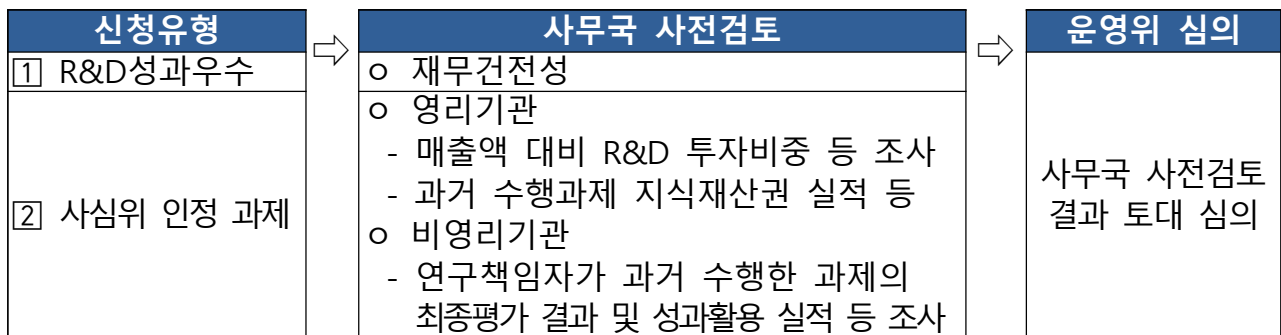 신청유형
⇨
사무국 사전검토
⇨
운영위 심의
1 R&D성과우수
ㅇ 재무건전성
2 사심위 인정 과제
ㅇ 영리기관
- 매출액 대비 R&D 투자비중 등 조사
- 과거 수행과제 지식재산권 실적 등
ㅇ 비영리기관
- 연구책임자가 과거 수행한 과제의
최종평가 결과 및 성과활용 실적 등 조사
사무국 사전검토
결과 토대 심의